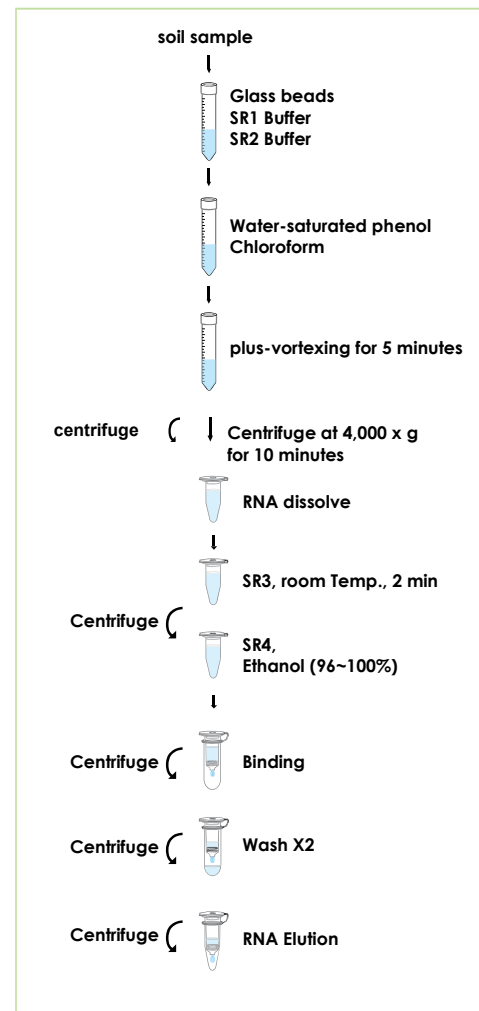 soil sample
Glass beads
SR1 Buffer
SR2 Buffer
Water-saturated phenol
Chloroform
plus-vortexing for 5 minutes
centrifuge
Centrifuge at 4,000 x g
for 10 minutes
RNA dissolve
SR3, room Temp., 2 min
Centrifuge
SR4,
Ethanol (96~100%)
Centrifuge
Binding
Centrifuge
Wash X2
Centrifuge
RNA Elution